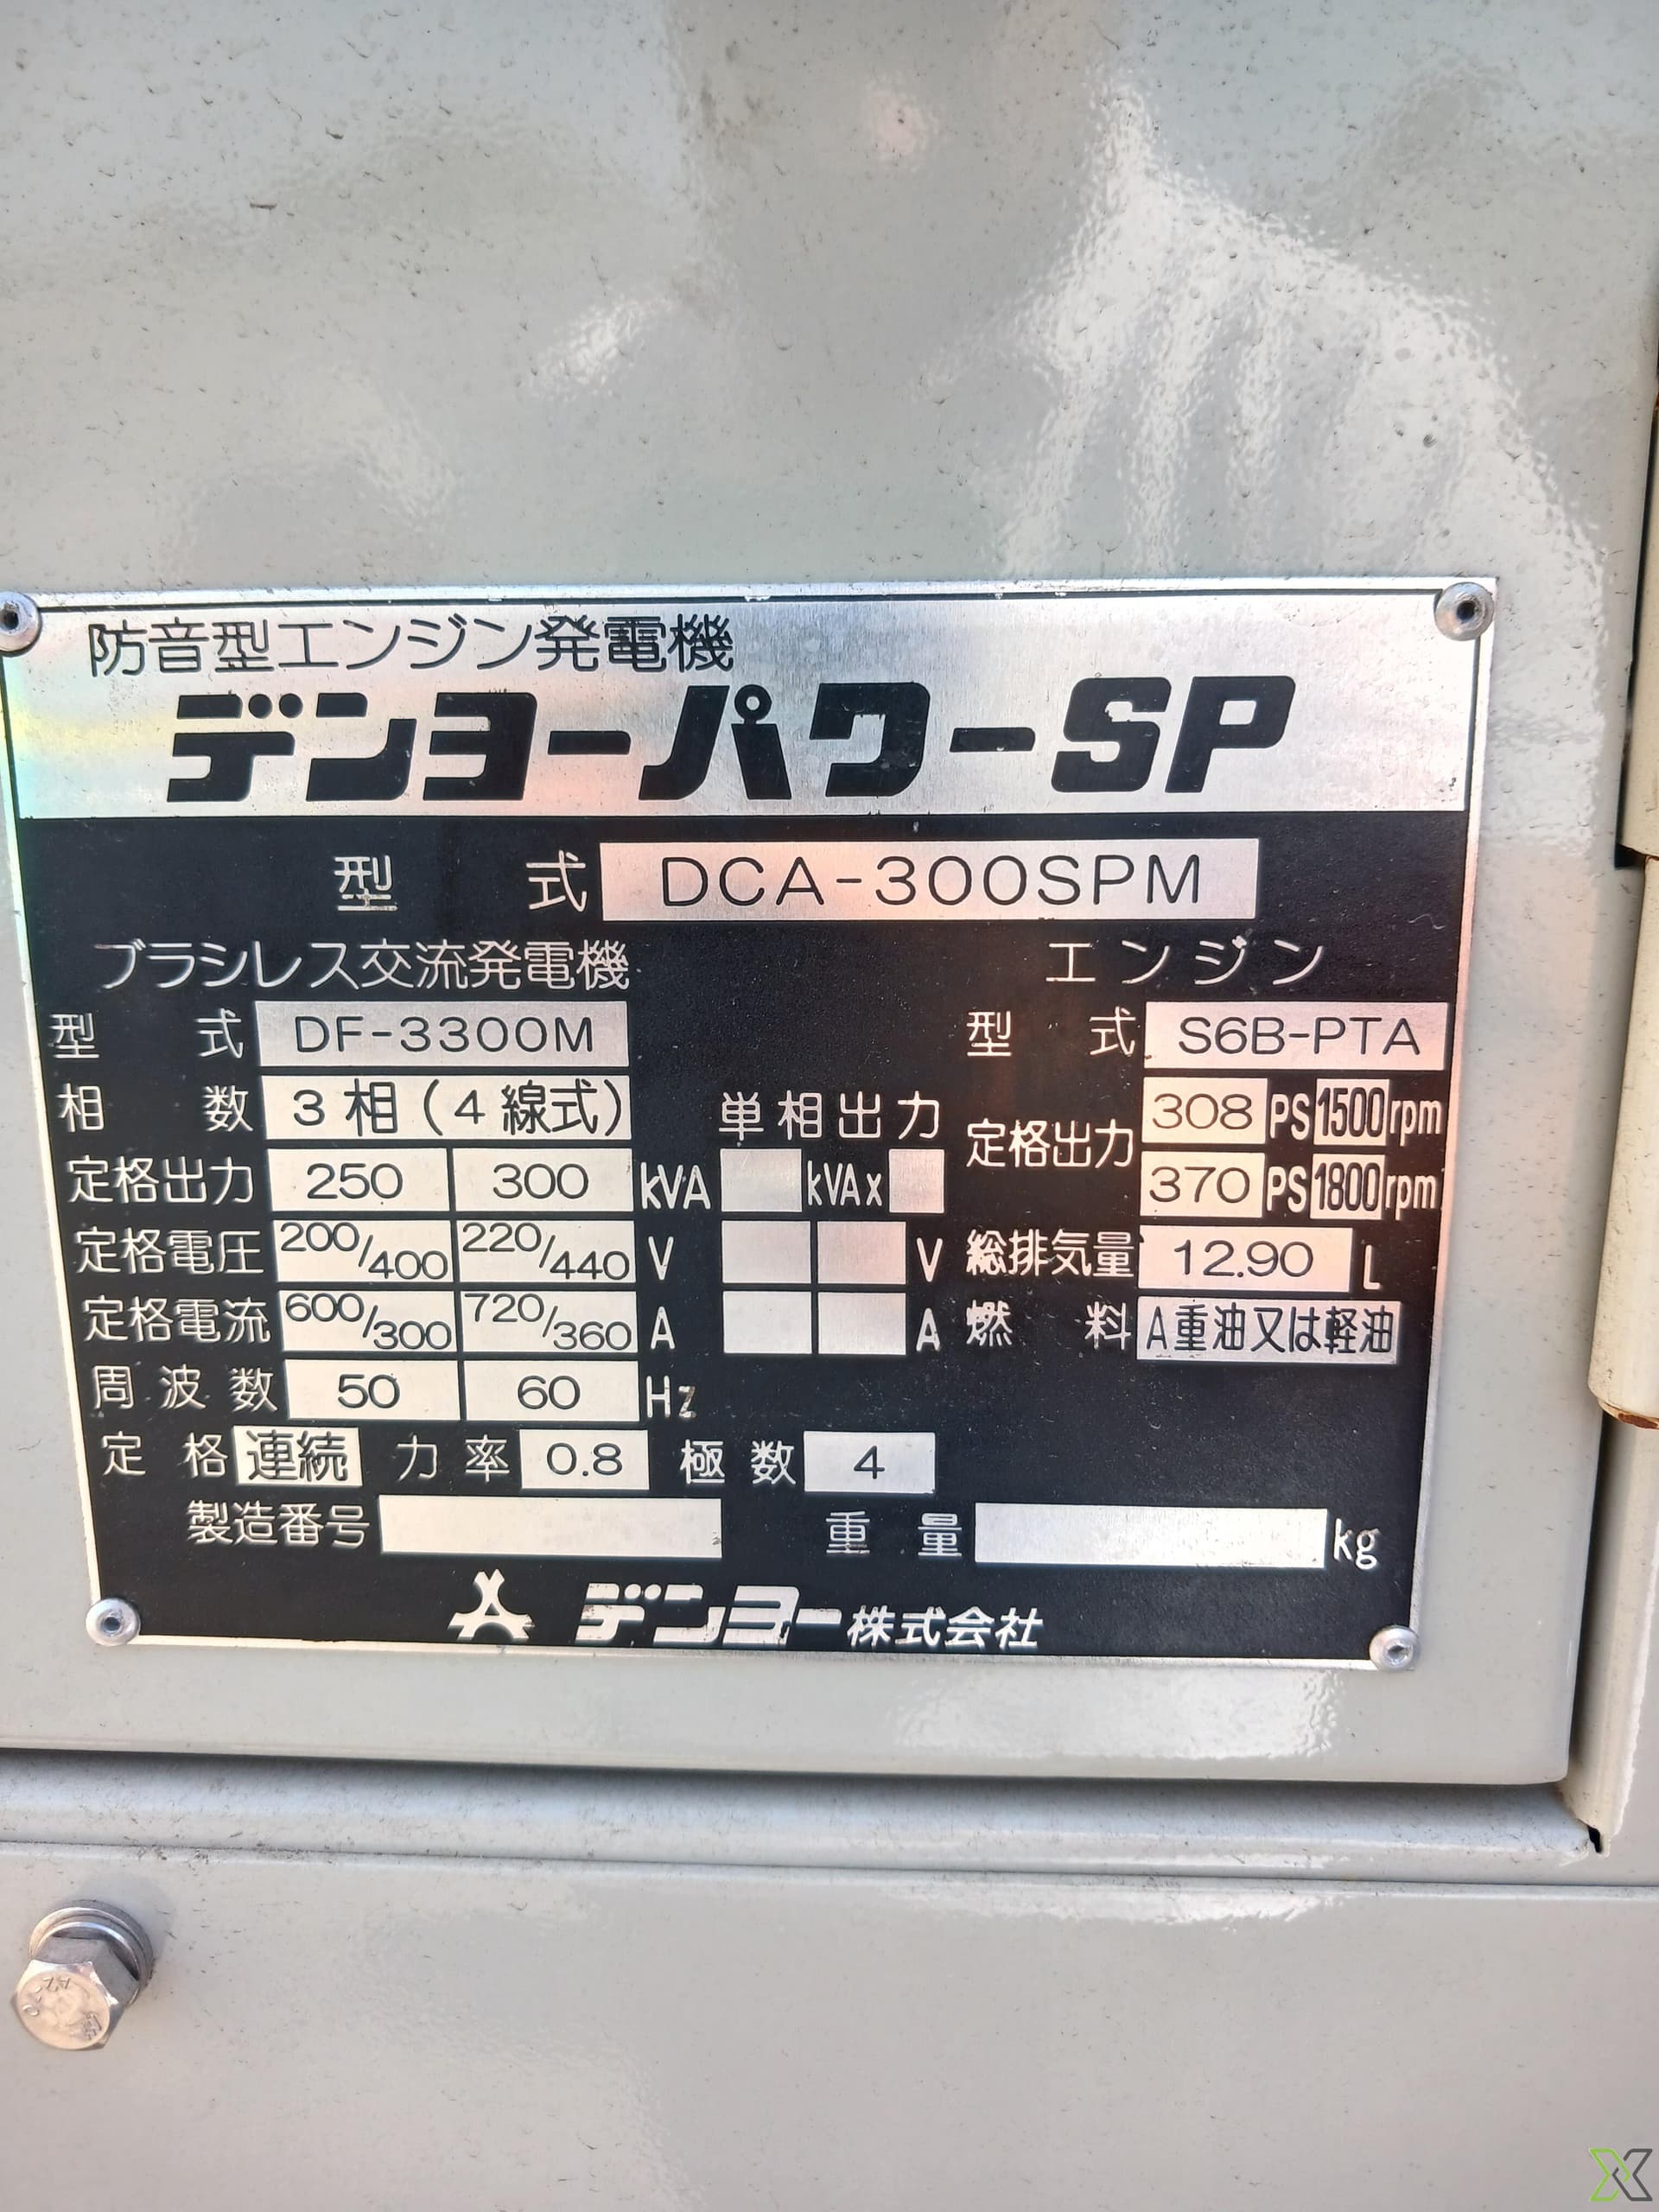 防音型エンジン発電機
デンヨーパワーSP
型式 DCA-300SPM
ブラシレス交流発電機 エンジン
型式 DF-3300M 型式 S6B-PTA
相数 3相(4線式) 単相出力 定格出力 308 PS 1500rpm
定格出力 250 300 kVA kVAx 370 PS 1800rpm
定格電圧 200/400 220/440 V V 総排気量 12.90 L
定格電流 600/300 720/360 A A 燃料 A重油又は軽油
周波数 50 60 Hz
定格 連続 力率 0.8 極数 4
製造番号 重量 kg
デンヨー株式会社